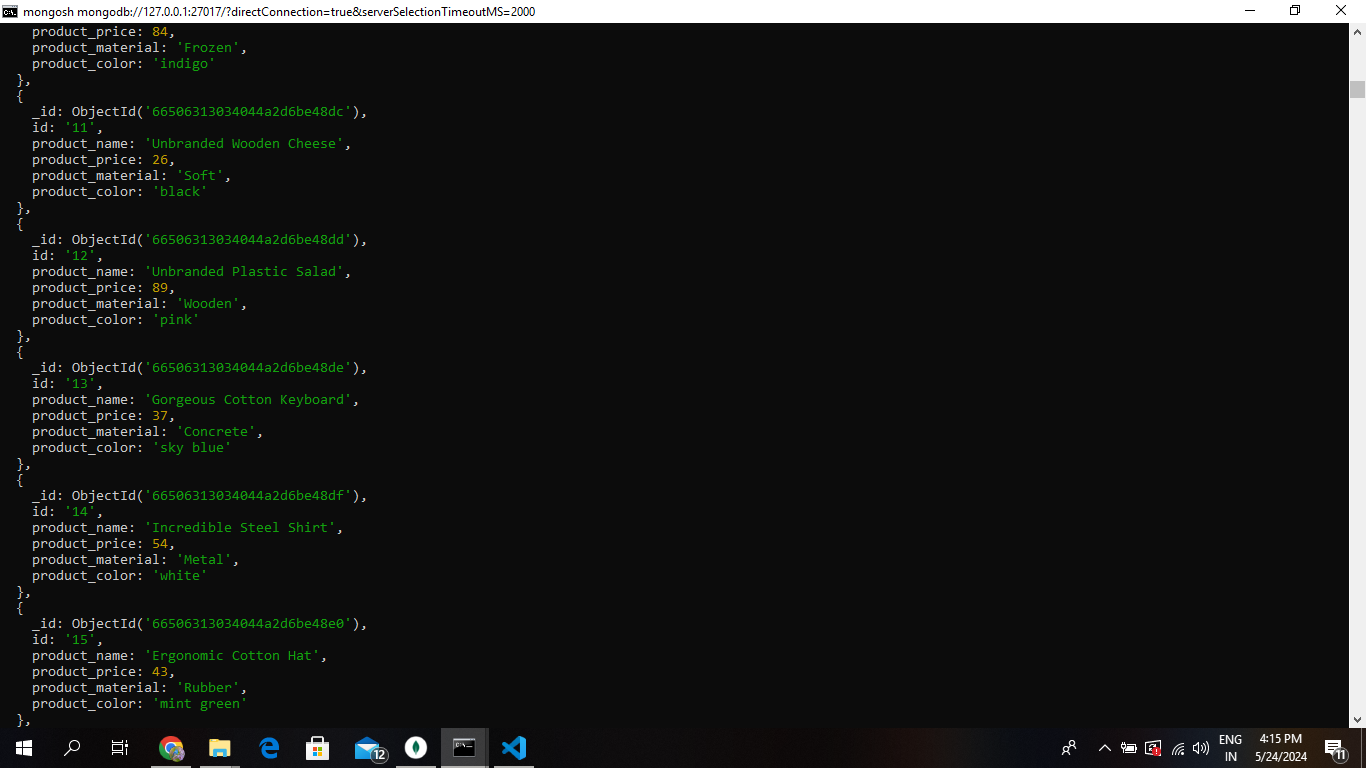 mongosh mongodb://127.0.0.1:27017/?directConnection=true&serverSelectionTimeoutMS=2000
product_price: 84,
product_material: 'Frozen',
product_color: 'indigo'
},
{
_id: ObjectId('66506313034044a2d6be48dc'),
id: '11',
product_name: 'Unbranded Wooden Cheese',
product_price: 26,
product_material: 'Soft',
product_color: 'black'
},
{
_id: ObjectId('66506313034044a2d6be48dd'),
id: '12',
product_name: 'Unbranded Plastic Salad',
product_price: 89,
product_material: 'Wooden',
product_color: 'pink'
},
{
_id: ObjectId('66506313034044a2d6be48de'),
id: '13',
product_name: 'Gorgeous Cotton Keyboard',
product_price: 37,
product_material: 'Concrete',
product_color: 'sky blue'
},
{
_id: ObjectId('66506313034044a2d6be48df'),
id: '14',
product_name: 'Incredible Steel Shirt',
product_price: 54,
product_material: 'Metal',
product_color: 'white'
},
{
_id: ObjectId('66506313034044a2d6be48e0'),
id: '15',
product_name: 'Ergonomic Cotton Hat',
product_price: 43,
product_material: 'Rubber',
product_color: 'mint green'
},
12
ENG
IN
4:15 PM
5/24/2024
11